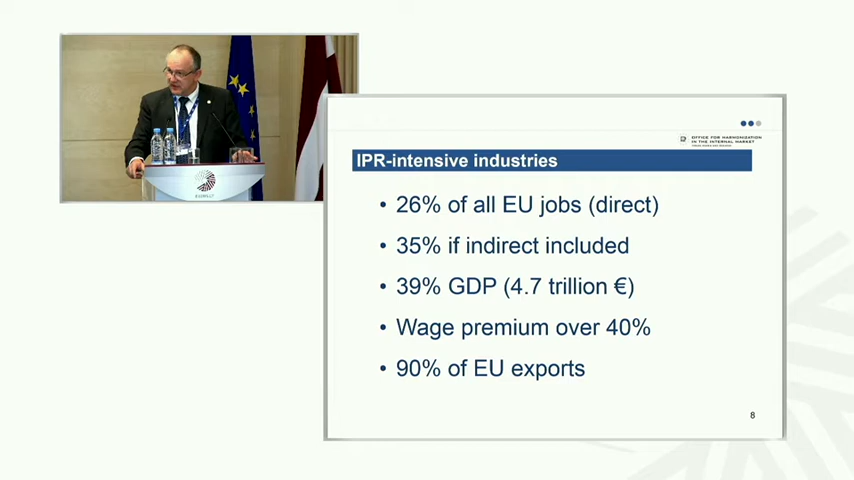 OFFICE FOR HARMONIZATION
IN THE INTERNAL MARKET
IPR-intensive industries
• 26% of all EU jobs (direct)
• 35% if indirect included
• 39% GDP (4.7 trillion €)
• Wage premium over 40%
• 90% of EU exports
8